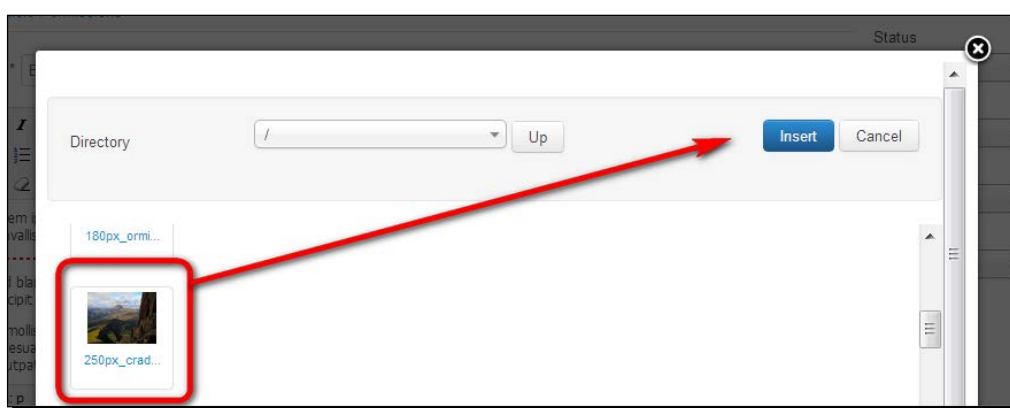 Status
Directory
/
Up
Insert
Cancel
180px_ormi...
250px_crad...
: p